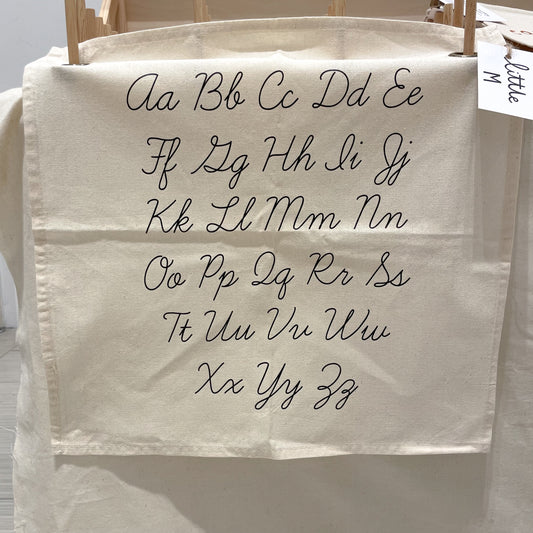 Aa Bb Cc Dd Ee
Ff Gg Hh Ii Jj
Kk Ll Mm Nn
Oo Pp Qq Rr Ss
Tt Uu Vv Ww
Xx Yy Zz
little
M